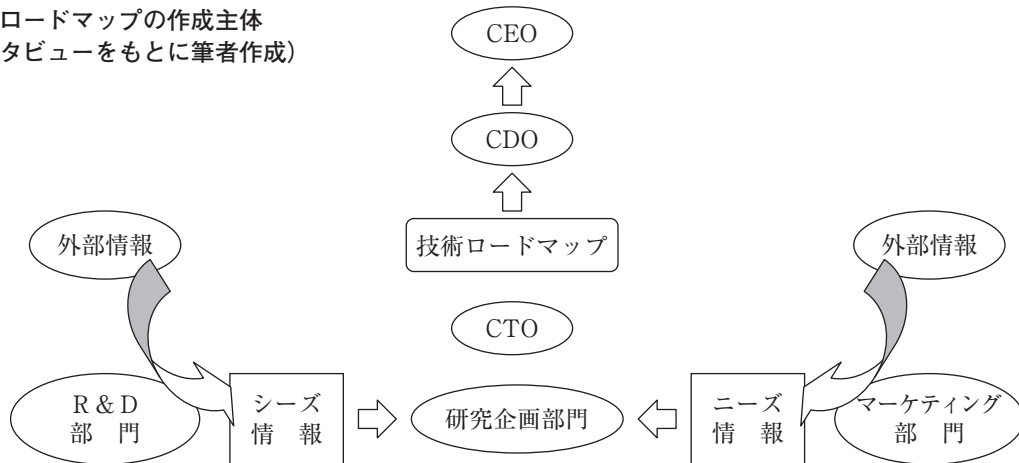 ロードマップの作成主体
タビューをもとに筆者作成）
CEO
CDO
技術ロードマップ
外部情報
外部情報
CTO
R & D
部　門
シーズ
情　報
研究企画部門
ニーズ
情　報
マーケティング
部　門